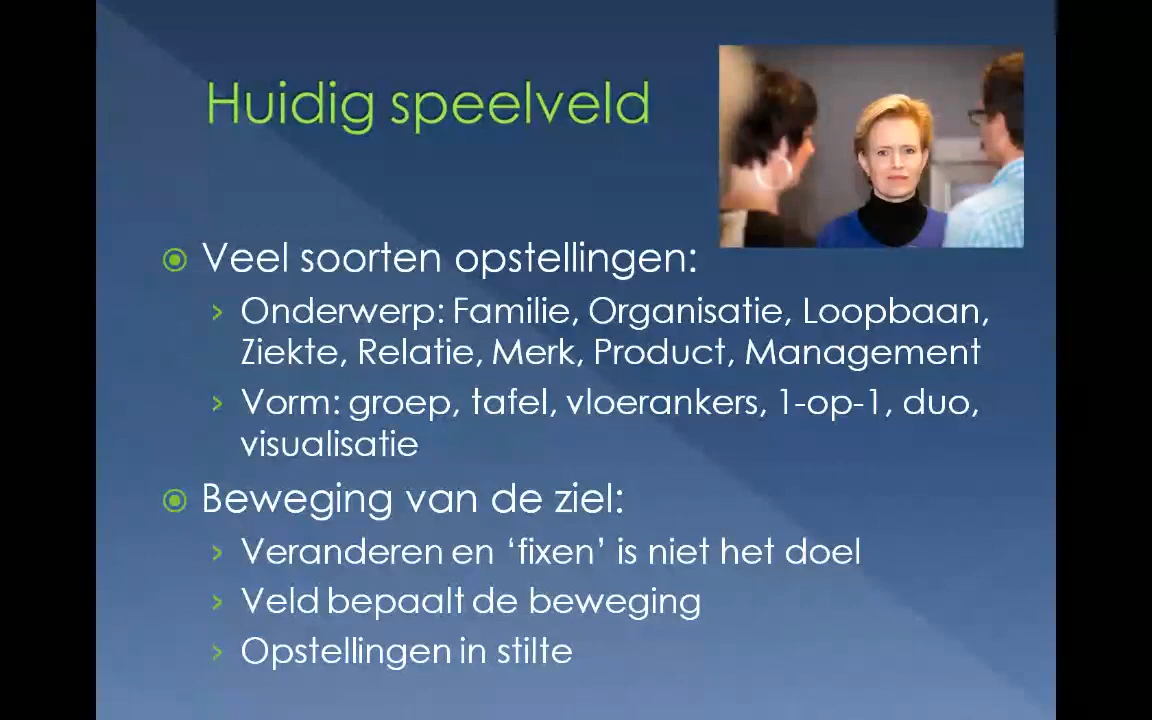 Huidig speelveld
Veel soorten opstellingen:
Onderwerp: Familie, Organisatie, Loopbaan,
Ziekte, Relatie, Merk, Product, Management
Vorm: groep, tafel, vloerankers, 1-op-1, duo,
visualisatie
Beweging van de ziel:
Veranderen en ‘fixen’ is niet het doel
Veld bepaalt de beweging
Opstellingen in stilte